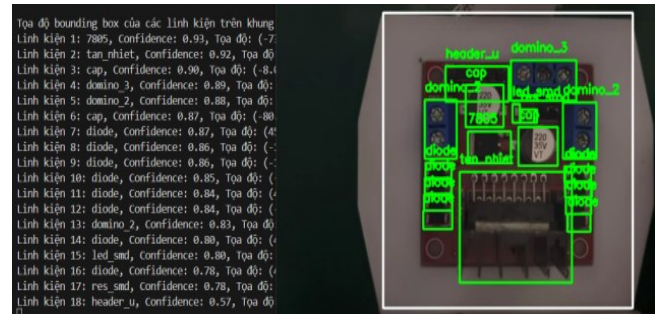 Tọa độ bounding box của các linh kiện trên khung
Linh kiện 1: 7805, Confidence: 0.93, Tọa độ: (-7
Linh kiện 2: tan_nhiet, Confidence: 0.92, Tọa độ:
Linh kiện 3: cap, Confidence: 0.90, Tọa độ: (-8.
Linh kiện 4: domino_3, Confidence: 0.89, Tọa độ:
Linh kiện 5: domino_2, Confidence: 0.88, Tọa độ:
Linh kiện 6: cap, Confidence: 0.87, Tọa độ: (-80
Linh kiện 7: diode, Confidence: 0.87, Tọa độ: (4
Linh kiện 8: diode, Confidence: 0.86, Tọa độ: (-
Linh kiện 9: diode, Confidence: 0.86, Tọa độ: (-
Linh kiện 10: diode, Confidence: 0.85, Tọa độ: (
Linh kiện 11: diode, Confidence: 0.84, Tọa độ: (
Linh kiện 12: diode, Confidence: 0.84, Tọa độ: (
Linh kiện 13: domino_2, Confidence: 0.83, Tọa độ
Linh kiện 14: diode, Confidence: 0.80, Tọa độ: (
Linh kiện 15: led_smd, Confidence: 0.80, Tọa độ:
Linh kiện 16: diode, Confidence: 0.78, Tọa độ: (
Linh kiện 17: res_smd, Confidence: 0.78, Tọa độ:
Linh kiện 18: header_u, Confidence: 0.57, Tọa độ
header_u
domino_3
cap
led_smd
domino_2
7805
cap
220
35V
VT
diode
diode
tan_nhiet
diode
diode
diode
diode
diode
diode